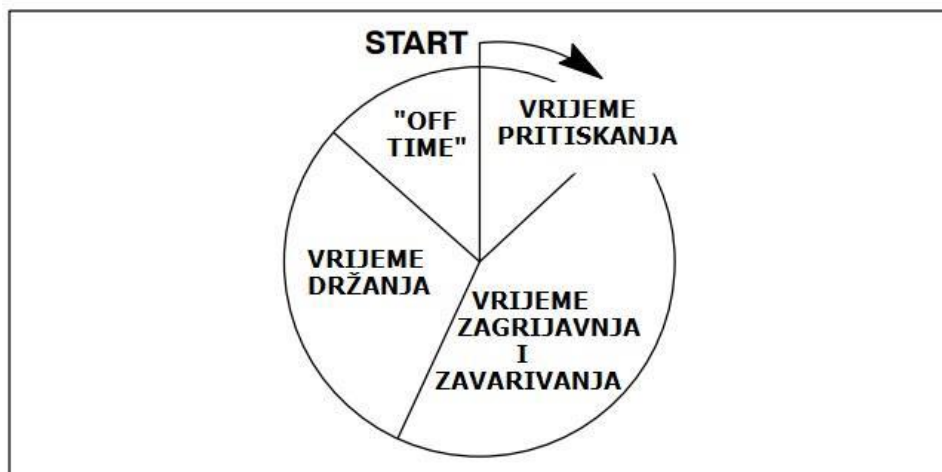 START
VRIJEME
PRITISKANJA
VRIJEME
ZAGRIJAVNJA
I
ZAVARIVANJA
VRIJEME
DRŽANJA
"OFF
TIME"